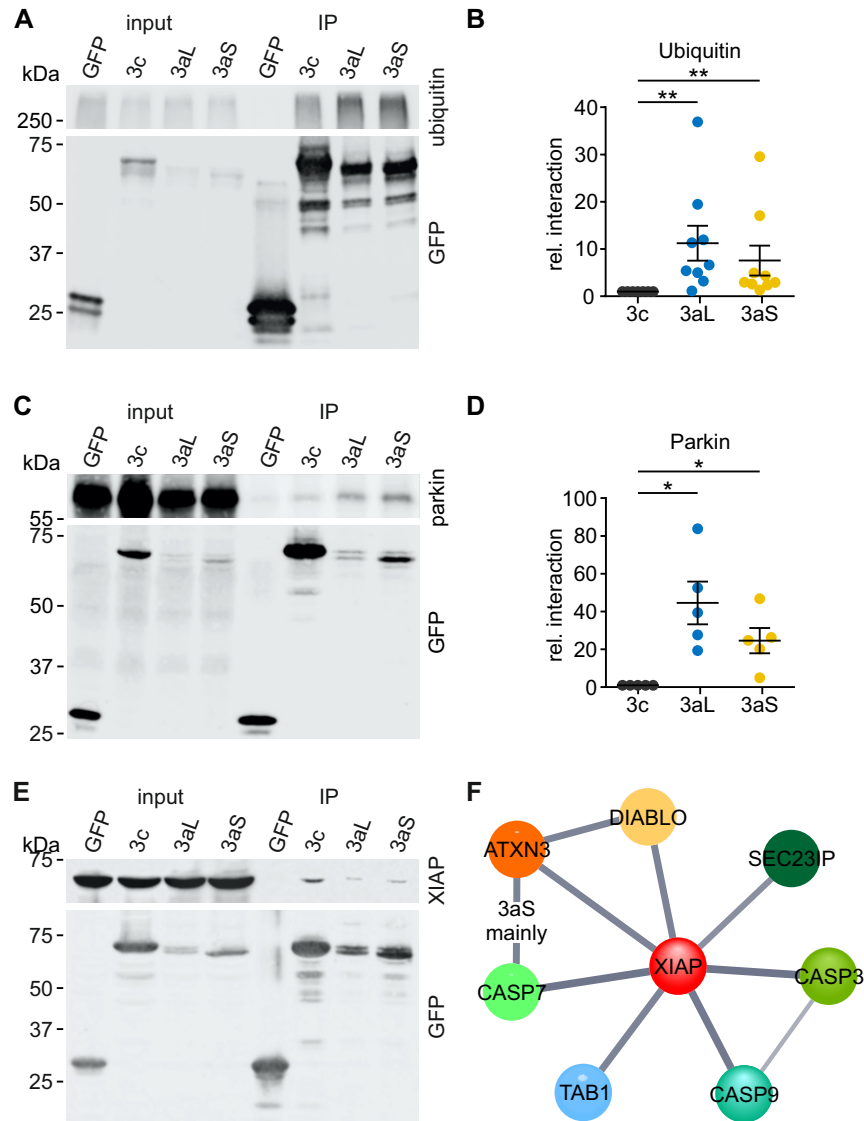 A
input
IP
kDa
GFP
3c
3aL
3aS
GFP
3c
3aL
3aS
250
ubiquitin
75
50
37
25
GFP
B
Ubiquitin
**
**
rel. interaction
40
30
20
10
0
3c
3aL
3aS
C
input
IP
kDa
GFP
3c
3aL
3aS
GFP
3c
3aL
3aS
55
parkin
75
50
37
25
GFP
D
Parkin
*
*
rel. interaction
100
80
60
40
20
0
3c
3aL
3aS
E
input
IP
kDa
GFP
3c
3aL
3aS
GFP
3c
3aL
3aS
75
XIAP
75
50
37
25
GFP
F
DIABLO
ATXN3
SEC23IP
3aS
mainly
XIAP
CASP3
CASP7
TAB1
CASP9